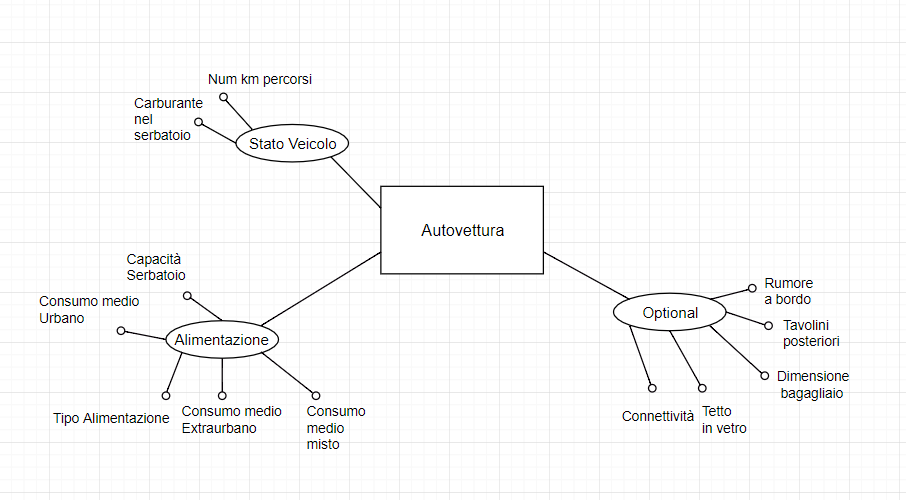 Num km percorsi
Carburante
nel
serbatoio
Stato Veicolo
Autovettura
Capacità
Serbatoio
Consumo medio
Urbano
Alimentazione
Tipo Alimentazione
Consumo medio
Extraurbano
Consumo
medio
misto
Rumore
a bordo
Optional
Tavolini
posteriori
Dimensione
bagagliaio
Connettività
Tetto
in vetro